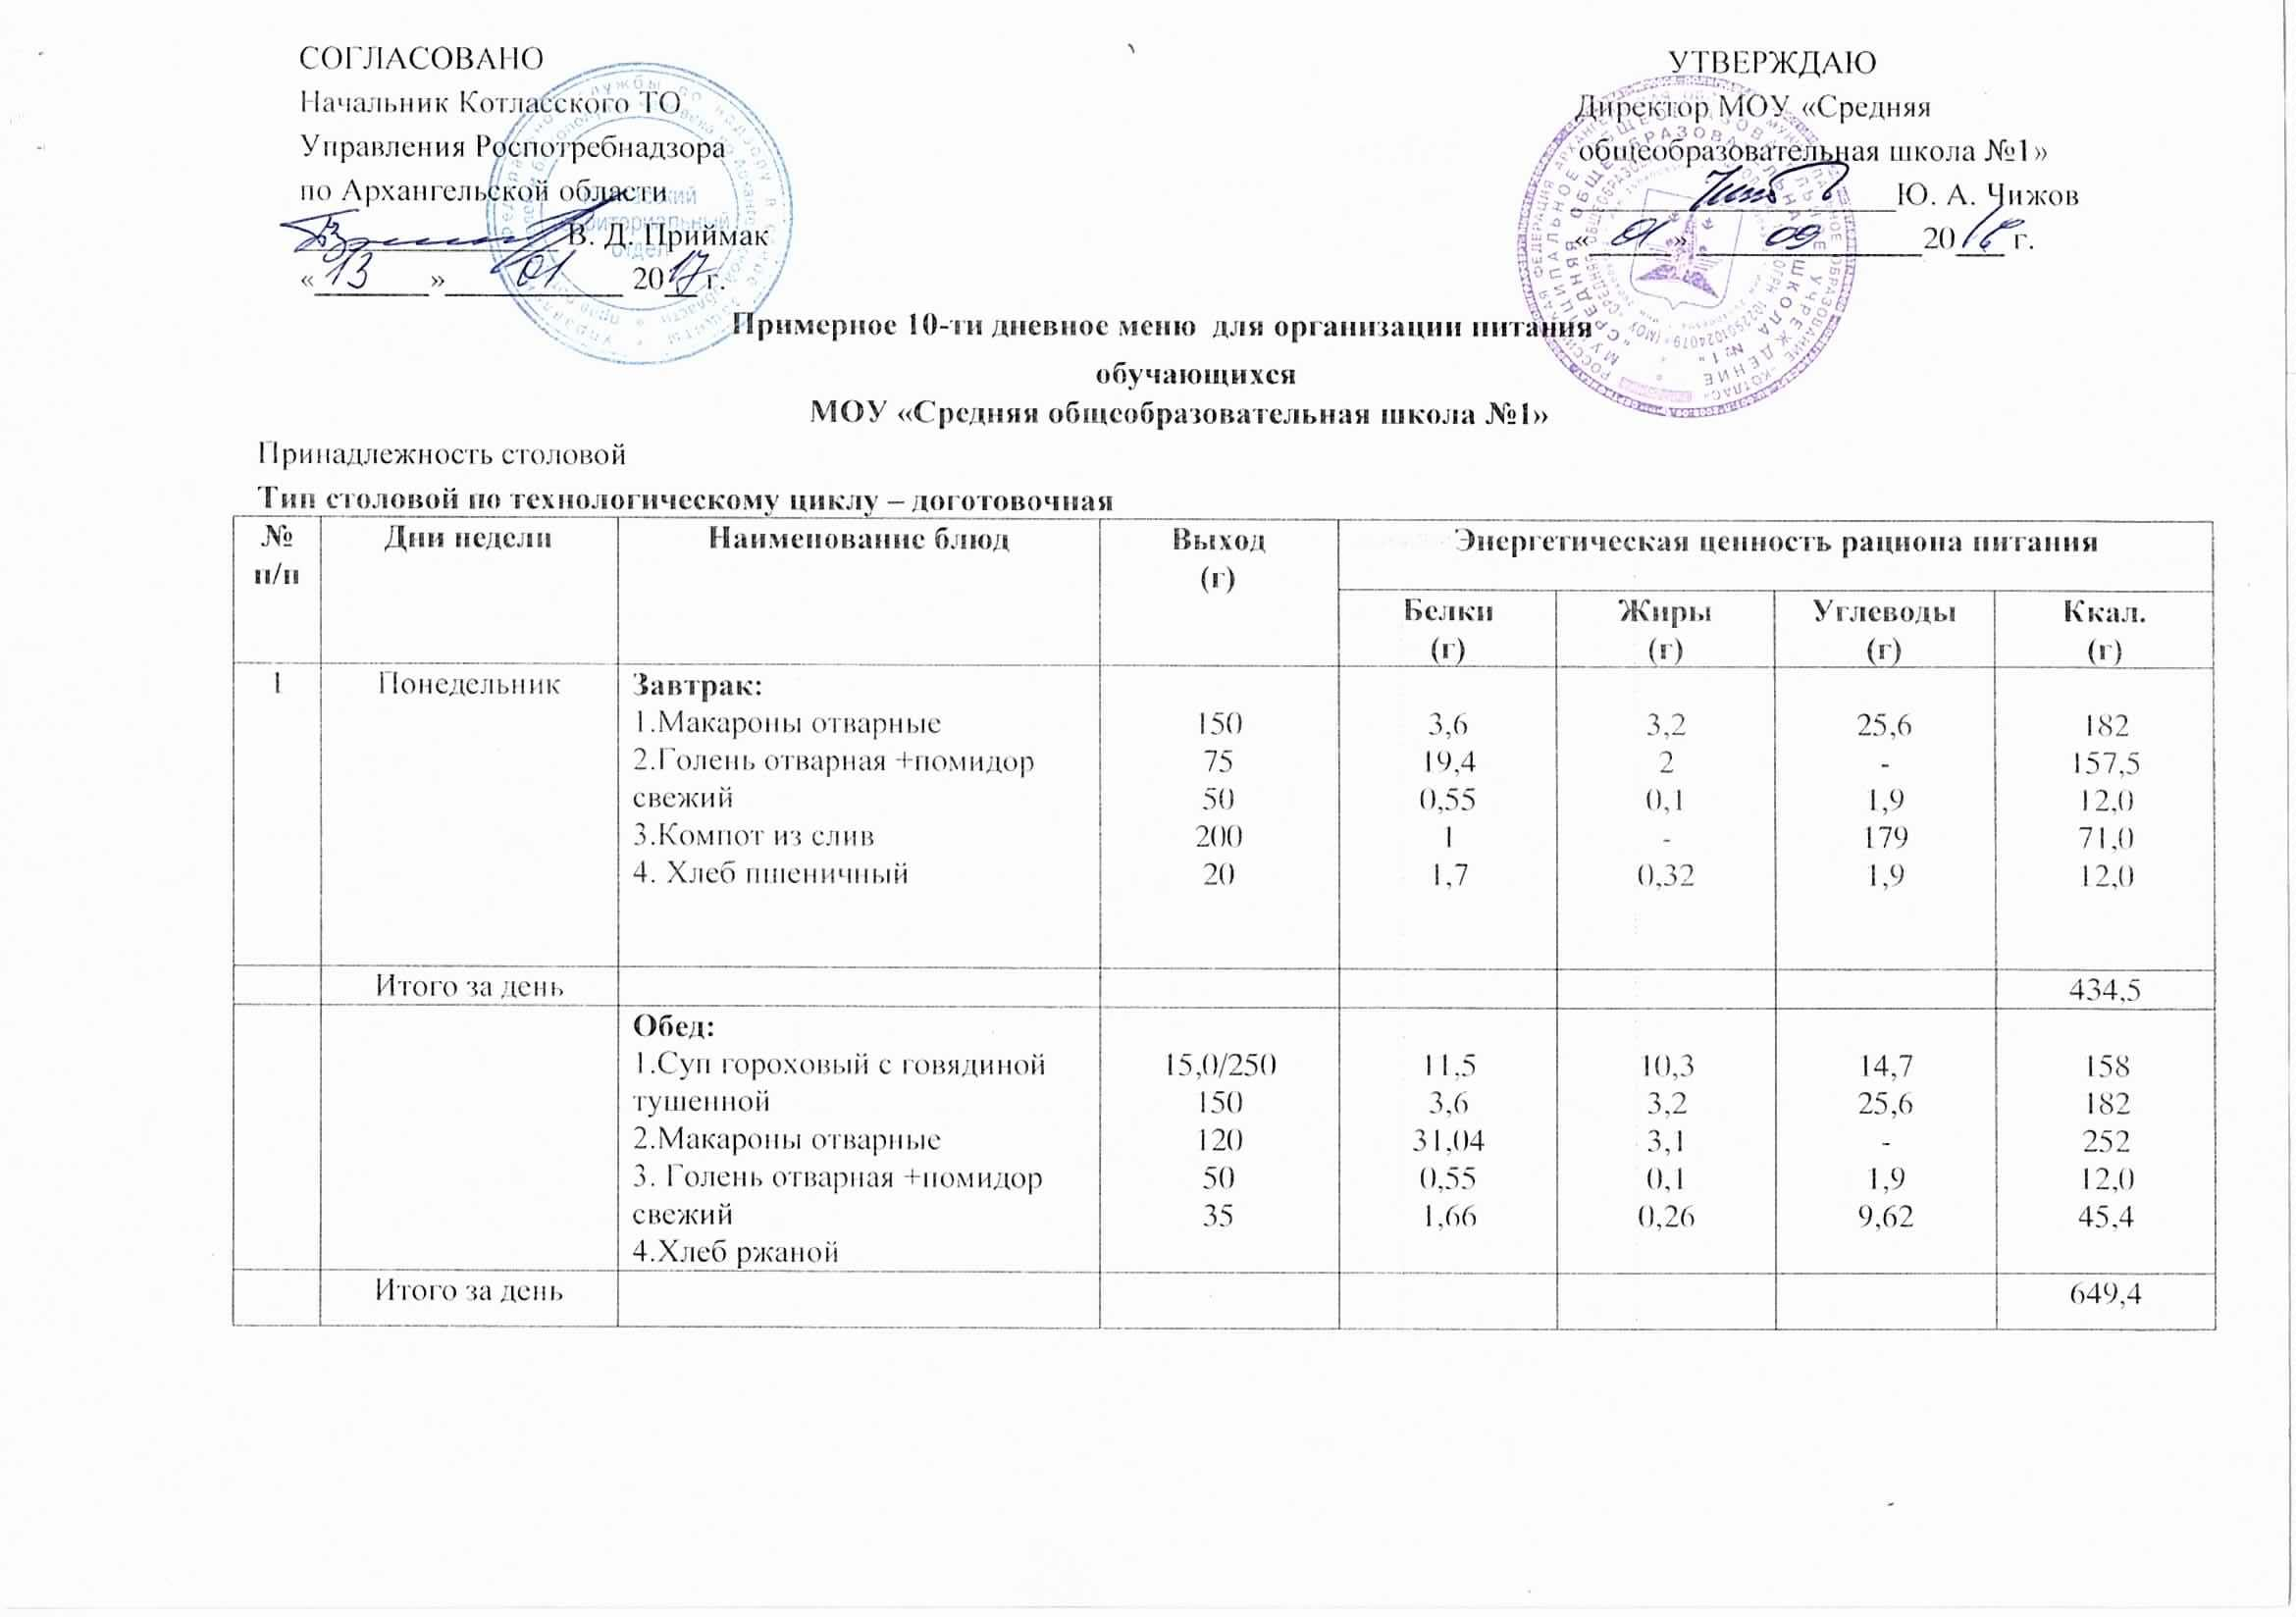 СОГЛАСОВАНО
Начальник Котласского ТО
Управления Роспотребнадзора
по Архангельской области
В. Д. Приймак
«13» 01 2017 г.
УТВЕРЖДАЮ
Директор МОУ «Средняя
общеобразовательная школа №1»
Ю. А. Чижов
«01» 09 2016 г.
Примерное 10-ти дневное меню для организации питания
обучающихся
МОУ «Средняя общеобразовательная школа №1»
Принадлежность столовой
Тип столовой по технологическому циклу – доготовочная
№ Дни недели Наименование блюд Выход Энергетическая ценность рациона питания
п/п (г)
Белки Жиры Углеводы Ккал.
(г) (г) (г) (г)
1 Понедельник Завтрак:
1.Макароны отварные 150 3,6 3,2 25,6 182
2.Голень отварная +помидор 75 19,4 2 - 157,5
свежий 50 0,55 0,1 1,9 12,0
3.Компот из слив 200 1 - 179 71,0
4. Хлеб пшеничный 20 1,7 0,32 1,9 12,0
Итого за день 434,5
Обед:
1.Суп гороховый с говядиной 15,0/250 11,5 10,3 14,7 158
тушенной 150 3,6 3,2 25,6 182
2.Макароны отварные 120 31,04 3,1 - 252
3. Голень отварная +помидор 50 0,55 0,1 1,9 12,0
свежий 35 1,66 0,26 9,62 45,4
4.Хлеб ржаной
Итого за день 649,4